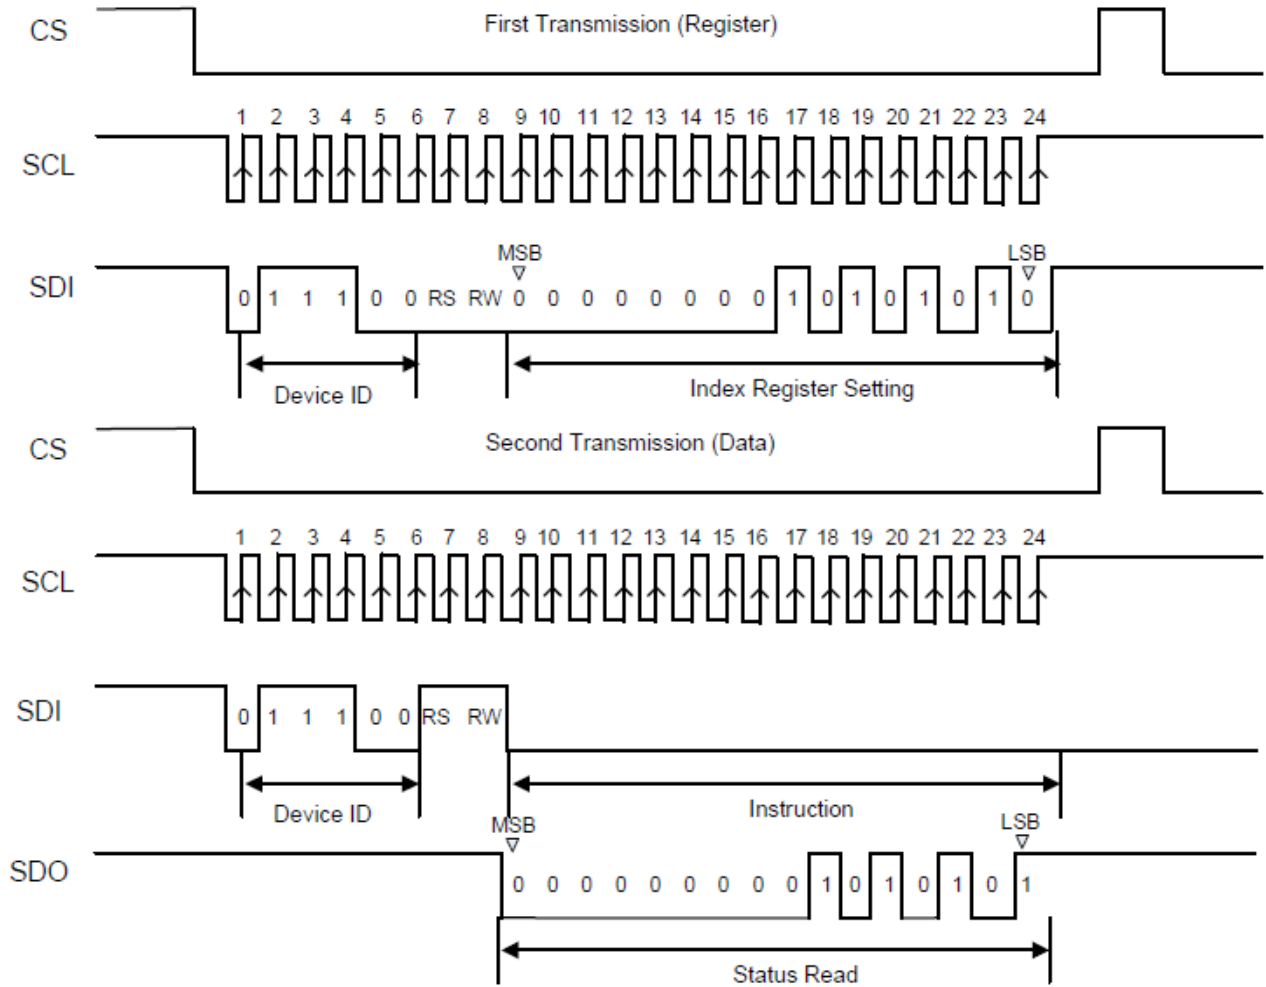 CS First Transmission (Register)
1 2 3 4 5 6 7 8 9 10 11 12 13 14 15 16 17 18 19 20 21 22 23 24
SCL
MSB LSB
SDI 0 1 1 1 0 0 RS RW 0 0 0 0 0 0 0 0 1 0 1 0 1 0 1 0
Device ID Index Register Setting
CS Second Transmission (Data)
1 2 3 4 5 6 7 8 9 10 11 12 13 14 15 16 17 18 19 20 21 22 23 24
SCL
SDI 0 1 1 1 0 0 RS RW
Device ID Instruction
MSB LSB
SDO 0 0 0 0 0 0 0 0 0 1 0 1 0 1 0 1
Status Read